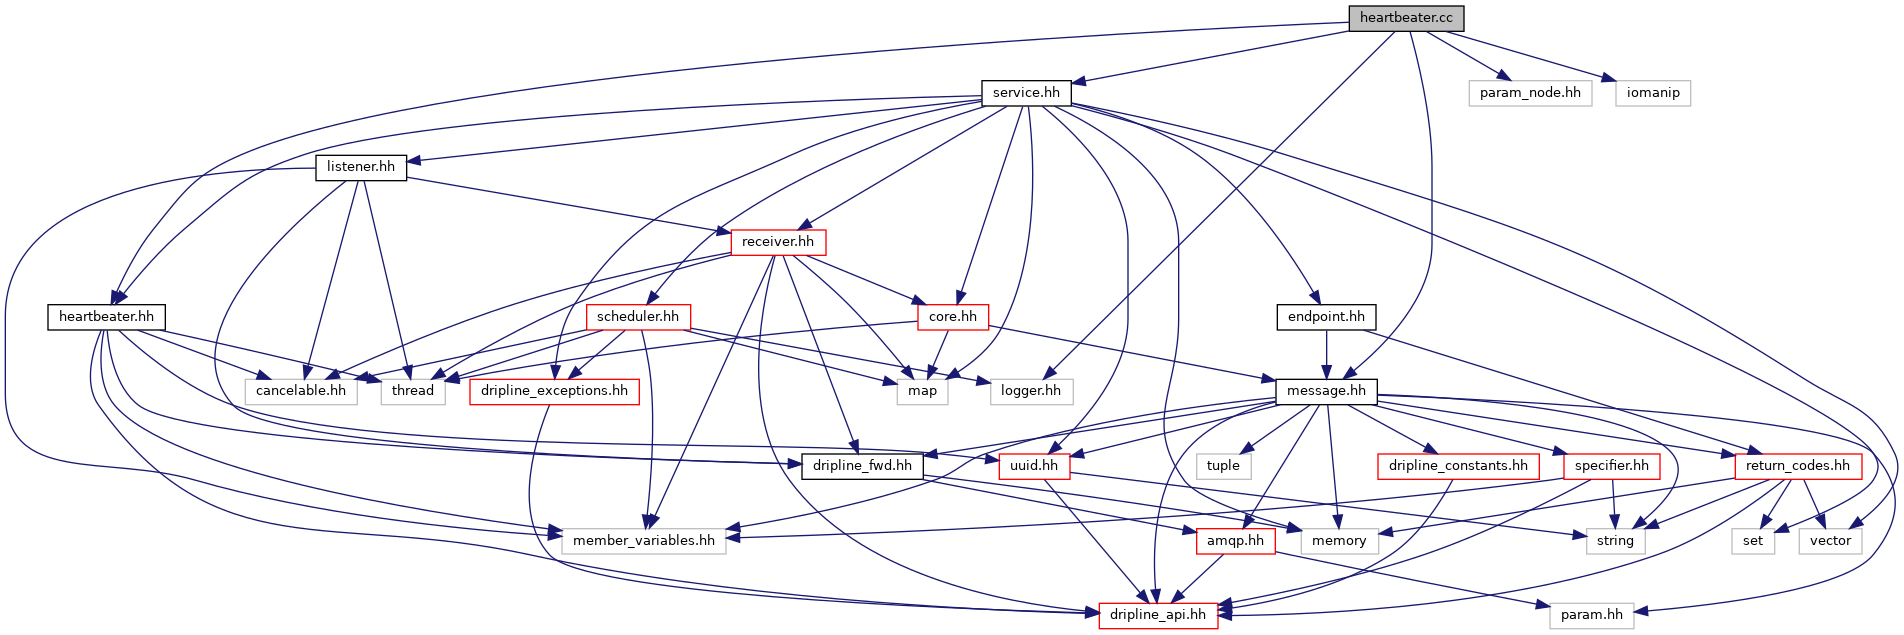 heartbeater.cc
service.hh
param_node.hh
iomanip
listener.hh
receiver.hh
heartbeater.hh
scheduler.hh
core.hh
endpoint.hh
cancelable.hh
thread
dripline_exceptions.hh
map
logger.hh
message.hh
dripline_fwd.hh
uuid.hh
tuple
dripline_constants.hh
specifier.hh
return_codes.hh
member_variables.hh
amqp.hh
memory
string
set
vector
dripline_api.hh
param.hh